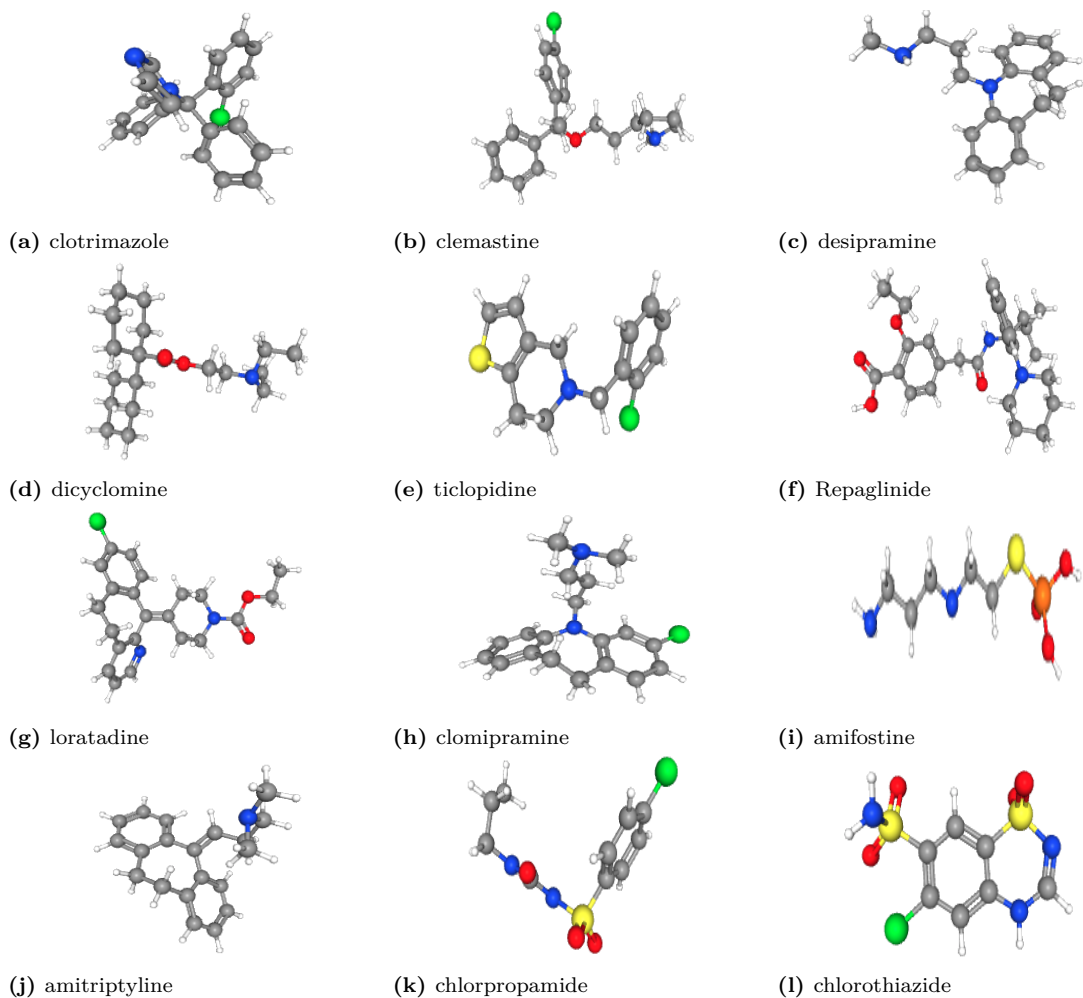 (a) clotrimazole
(b) clemastine
(c) desipramine
(d) dicyclomine
(e) ticlopidine
(f) Repaglinide
(g) loratadine
(h) clomipramine
(i) amifostine
(j) amitriptyline
(k) chlorpropamide
(l) chlorothiazide